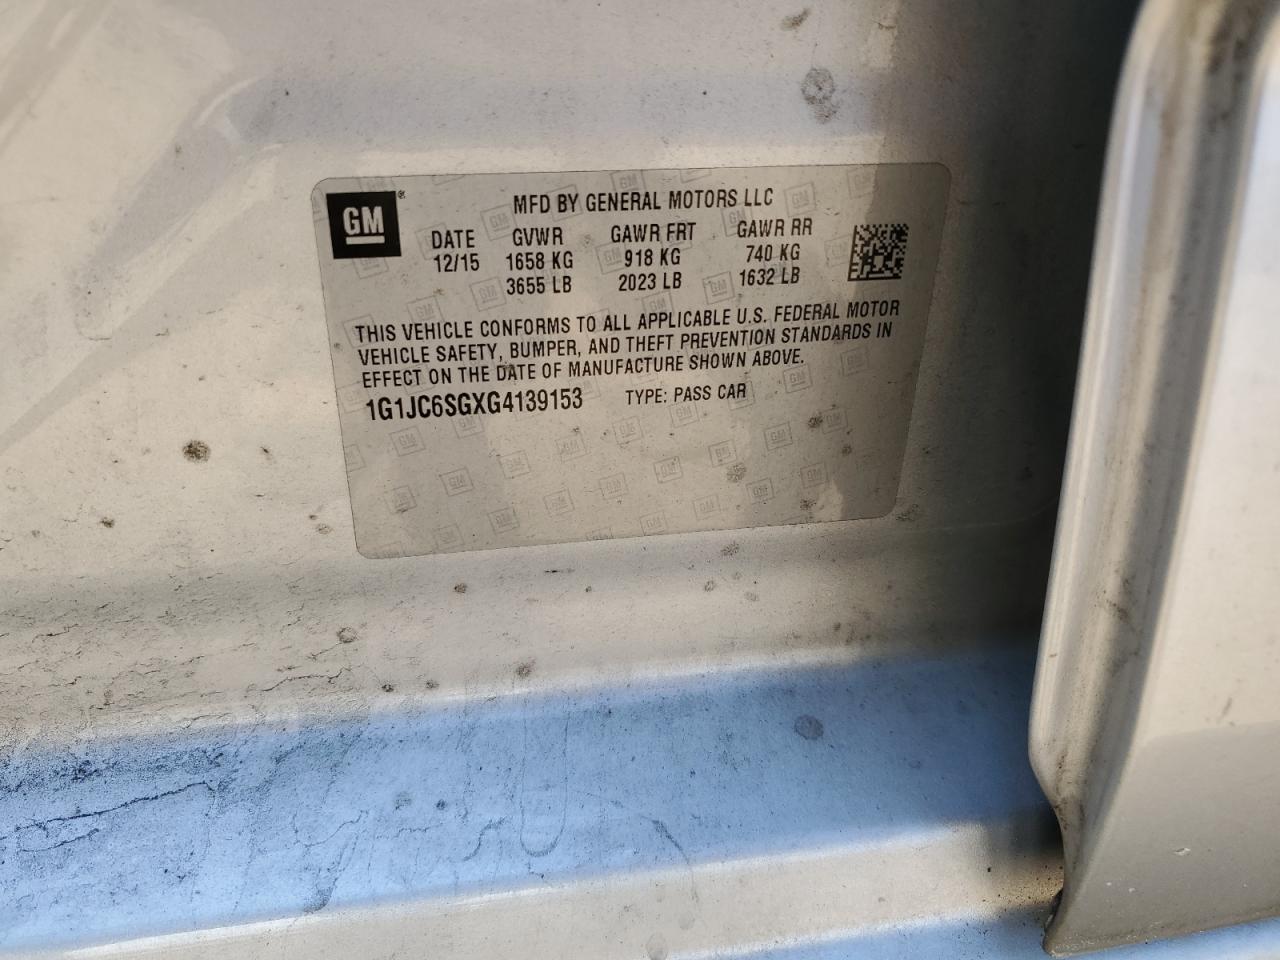 GM
MFD BY GENERAL MOTORS LLC
DATE GVWR GAWR FRT GAWR RR
12/15 1658 KG 918 KG 740 KG
3655 LB 2023 LB 1632 LB
THIS VEHICLE CONFORMS TO ALL APPLICABLE U.S. FEDERAL MOTOR
VEHICLE SAFETY, BUMPER, AND THEFT PREVENTION STANDARDS IN
EFFECT ON THE DATE OF MANUFACTURE SHOWN ABOVE.
1G1JC6SGXG4139153 TYPE: PASS CAR